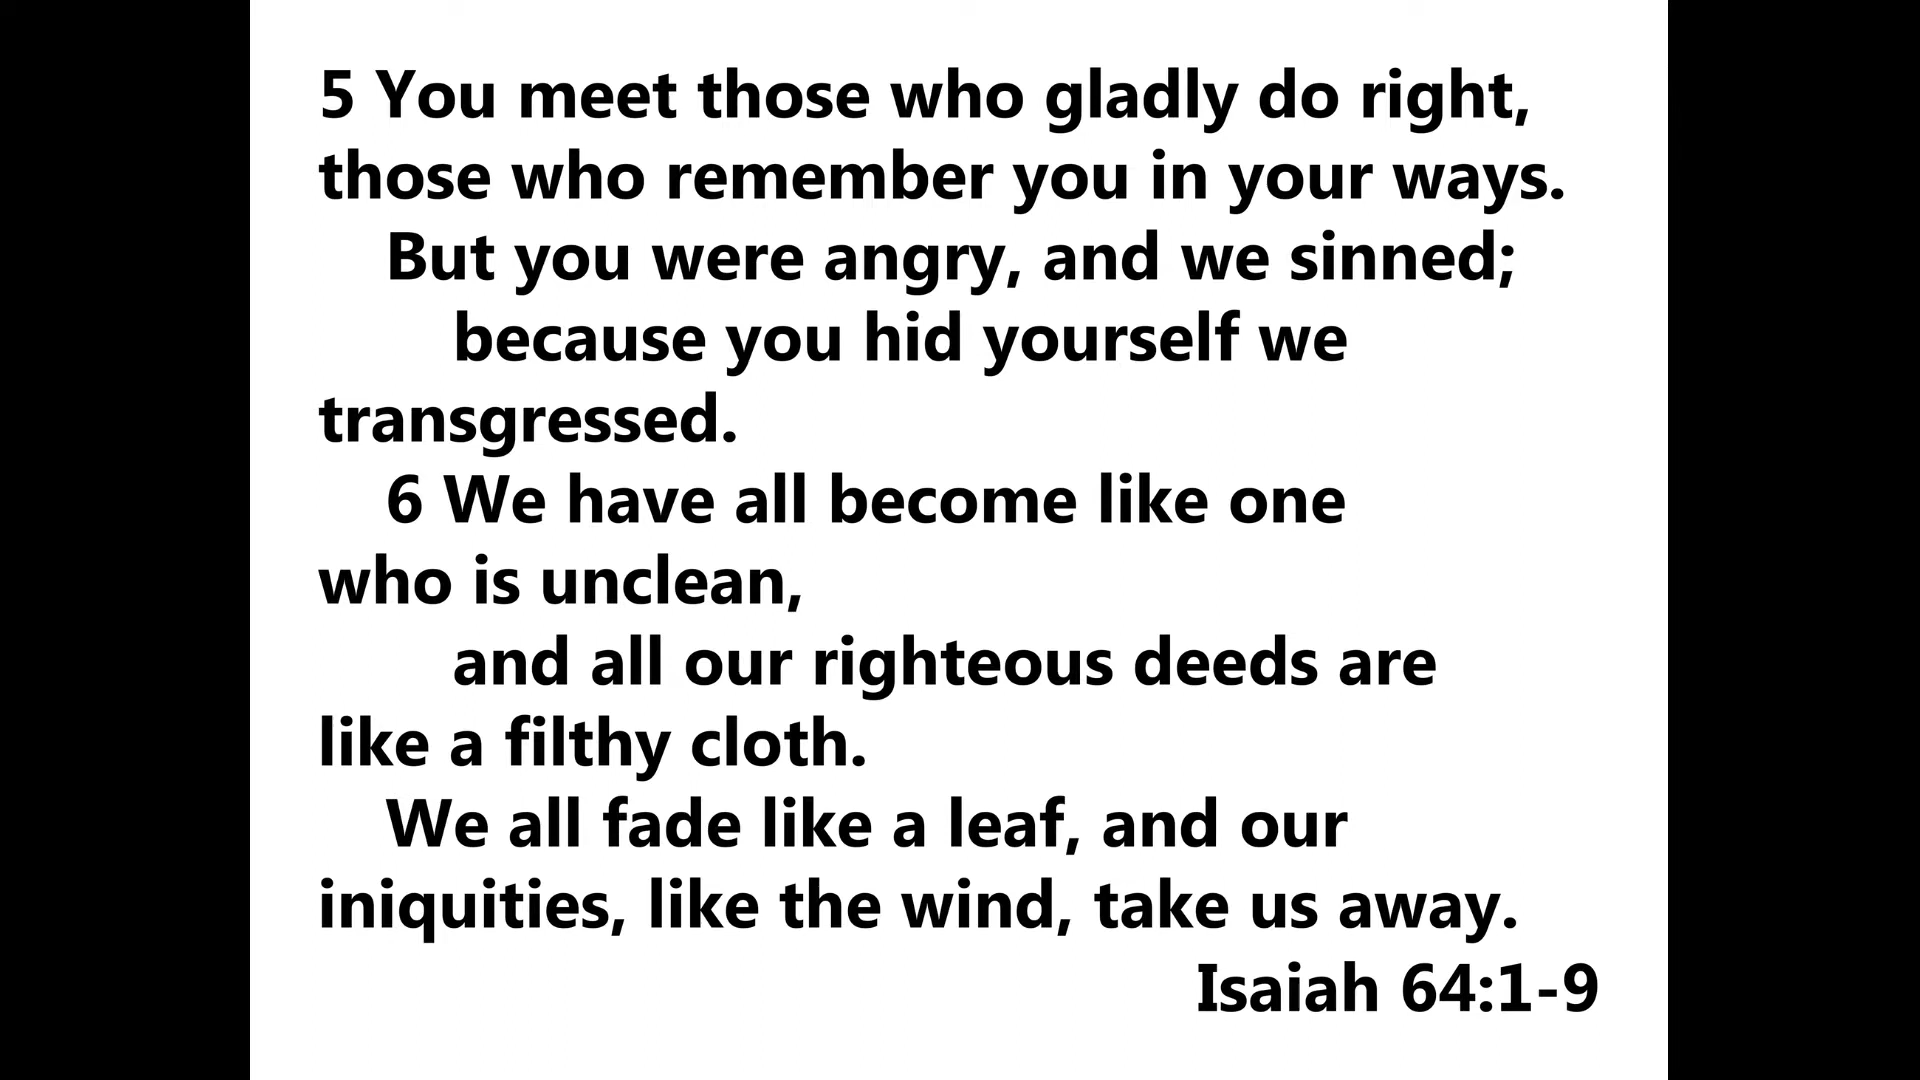 5 You meet those who gladly do right,
those who remember you in your ways.
But you were angry, and we sinned;
because you hid yourself we
transgressed.
6 We have all become like one
who is unclean,
and all our righteous deeds are
like a filthy cloth.
We all fade like a leaf, and our
iniquities, like the wind, take us away.
Isaiah 64:1-9